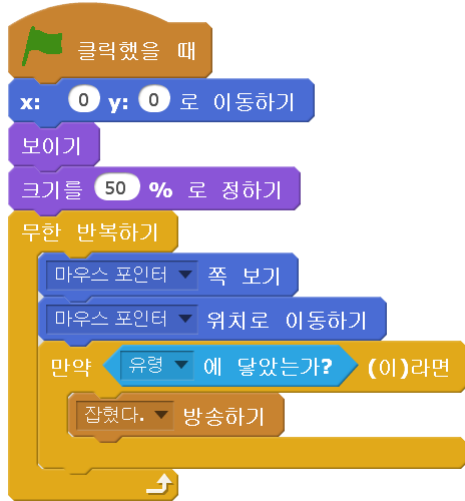 클릭했을 때
x: 0 y: 0 로 이동하기
보이기
크기를 50 % 로 정하기
무한 반복하기
마우스 포인터 쪽 보기
마우스 포인터 위치로 이동하기
만약 유령 에 닿았는가? (이)라면
잡혔다. 방송하기